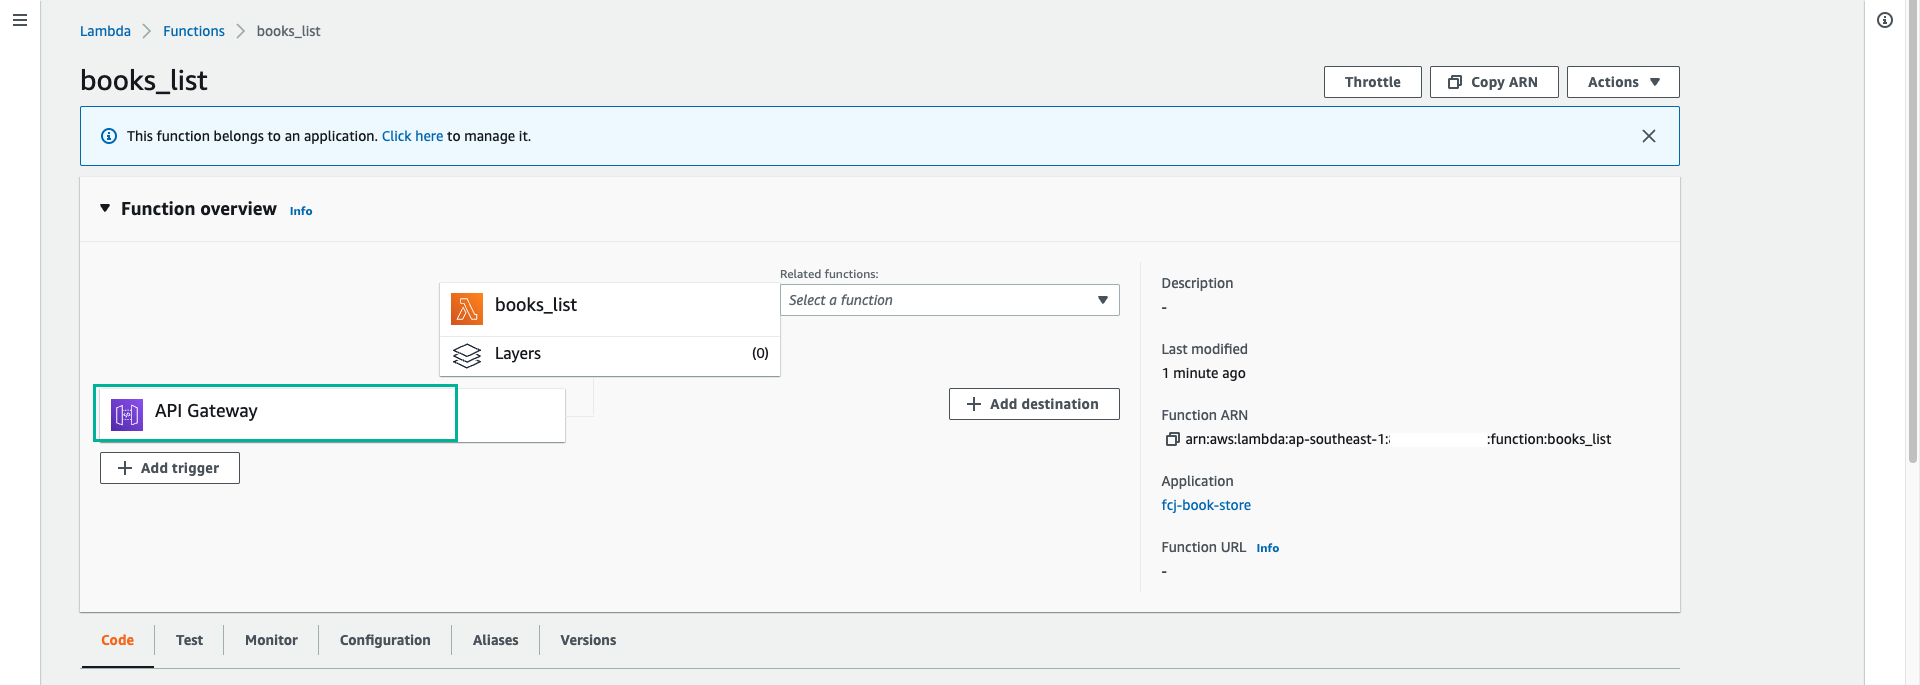 Lambda Functions books_list
books_list
Throttle
Copy ARN
Actions
This function belongs to an application. Click here to manage it.
Function overview Info
books_list
Layers (0)
Related functions:
Select a function
API Gateway
Add trigger
Add destination
Description
-
Last modified
1 minute ago
Function ARN
arn:aws:lambda:ap-southeast-1: :function:books_list
Application
fcj-book-store
Function URL Info
-
Code Test Monitor Configuration Aliases Versions